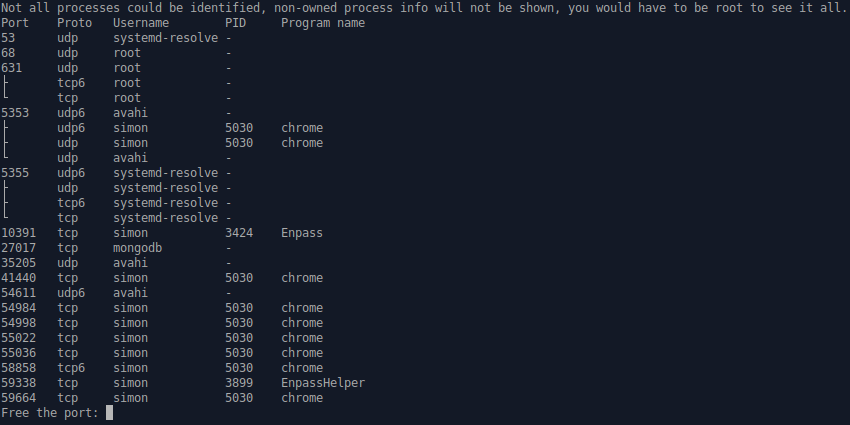 Not all processes could be identified, non-owned process info will not be shown, you would have to be root to see it all.
Port Proto Username PID Program name
53 udp systemd-resolve -
68 udp root -
631 udp root -
├ tcp6 root -
└ tcp root -
5353 udp6 avahi -
├ udp6 simon 5030 chrome
├ udp simon 5030 chrome
└ udp avahi -
5355 udp6 systemd-resolve -
├ udp systemd-resolve -
├ tcp6 systemd-resolve -
└ tcp systemd-resolve -
10391 tcp simon 3424 Enpass
27017 tcp mongodb -
35205 udp avahi -
41440 tcp simon 5030 chrome
54611 udp6 avahi -
54984 tcp simon 5030 chrome
54998 tcp simon 5030 chrome
55022 tcp simon 5030 chrome
55036 tcp simon 5030 chrome
58858 tcp6 simon 5030 chrome
59338 tcp simon 3899 EnpassHelper
59664 tcp simon 5030 chrome
Free the port: